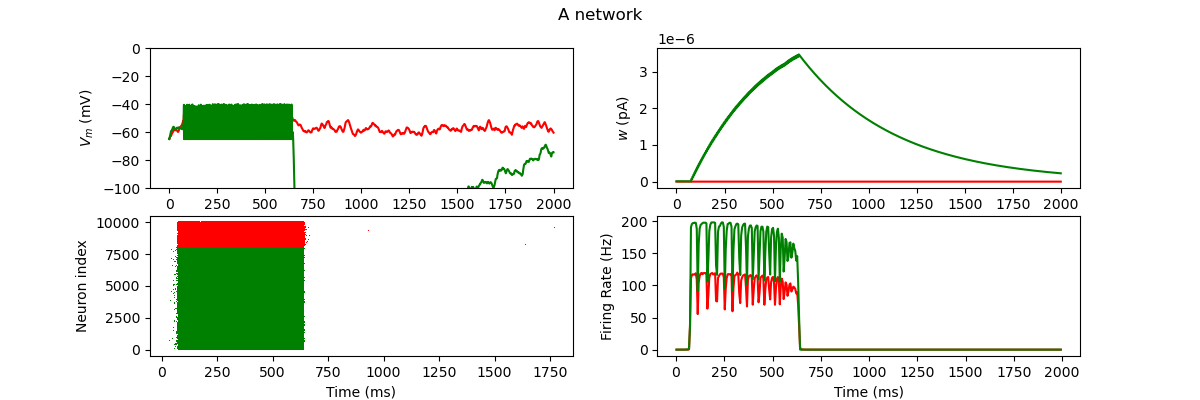 A network
0
−20
−40
−60
−80
−100
V_m (mV)
0 250 500 750 1000 1250 1500 1750 2000
1e−6
3
2
1
0
w (pA)
0 250 500 750 1000 1250 1500 1750 2000
10000
7500
5000
2500
0
Neuron index
0 250 500 750 1000 1250 1500 1750
Time (ms)
200
150
100
50
0
Firing Rate (Hz)
0 250 500 750 1000 1250 1500 1750 2000
Time (ms)